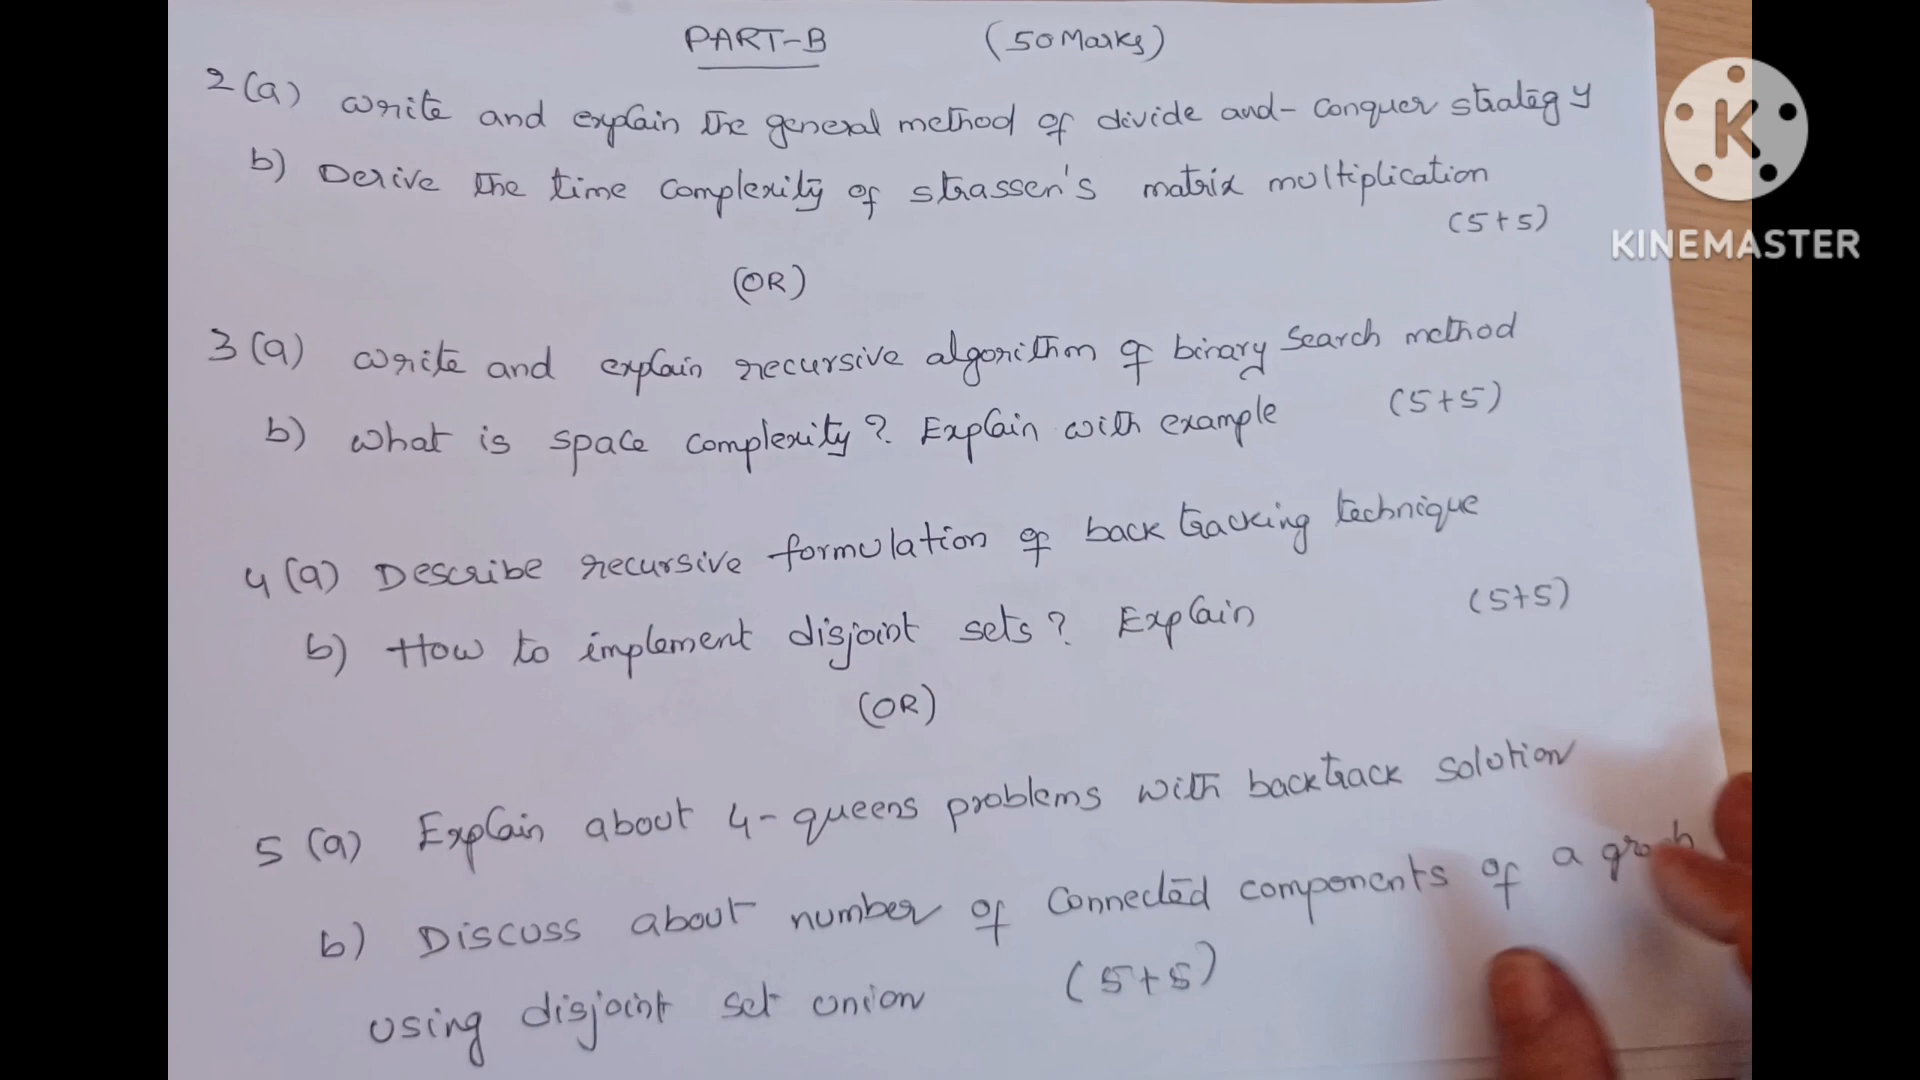 PART-B (50 Marks)
2(a) write and explain the general method of divide and- conquer strategy
b) Derive the time complexity of strassen's matrix multiplication
(5+5)
(OR)
3(a) write and explain recursive algorithm of binary search method
b) what is space complexity? Explain with example (5+5)
4(a) Describe recursive formulation of back tracking technique
b) How to implement disjoint sets? Explain (5+5)
(OR)
5(a) Explain about 4-queens problems with backtrack solution
b) Discuss about number of connected components of a
using disjoint set union (5+5)
K
KINEMASTER